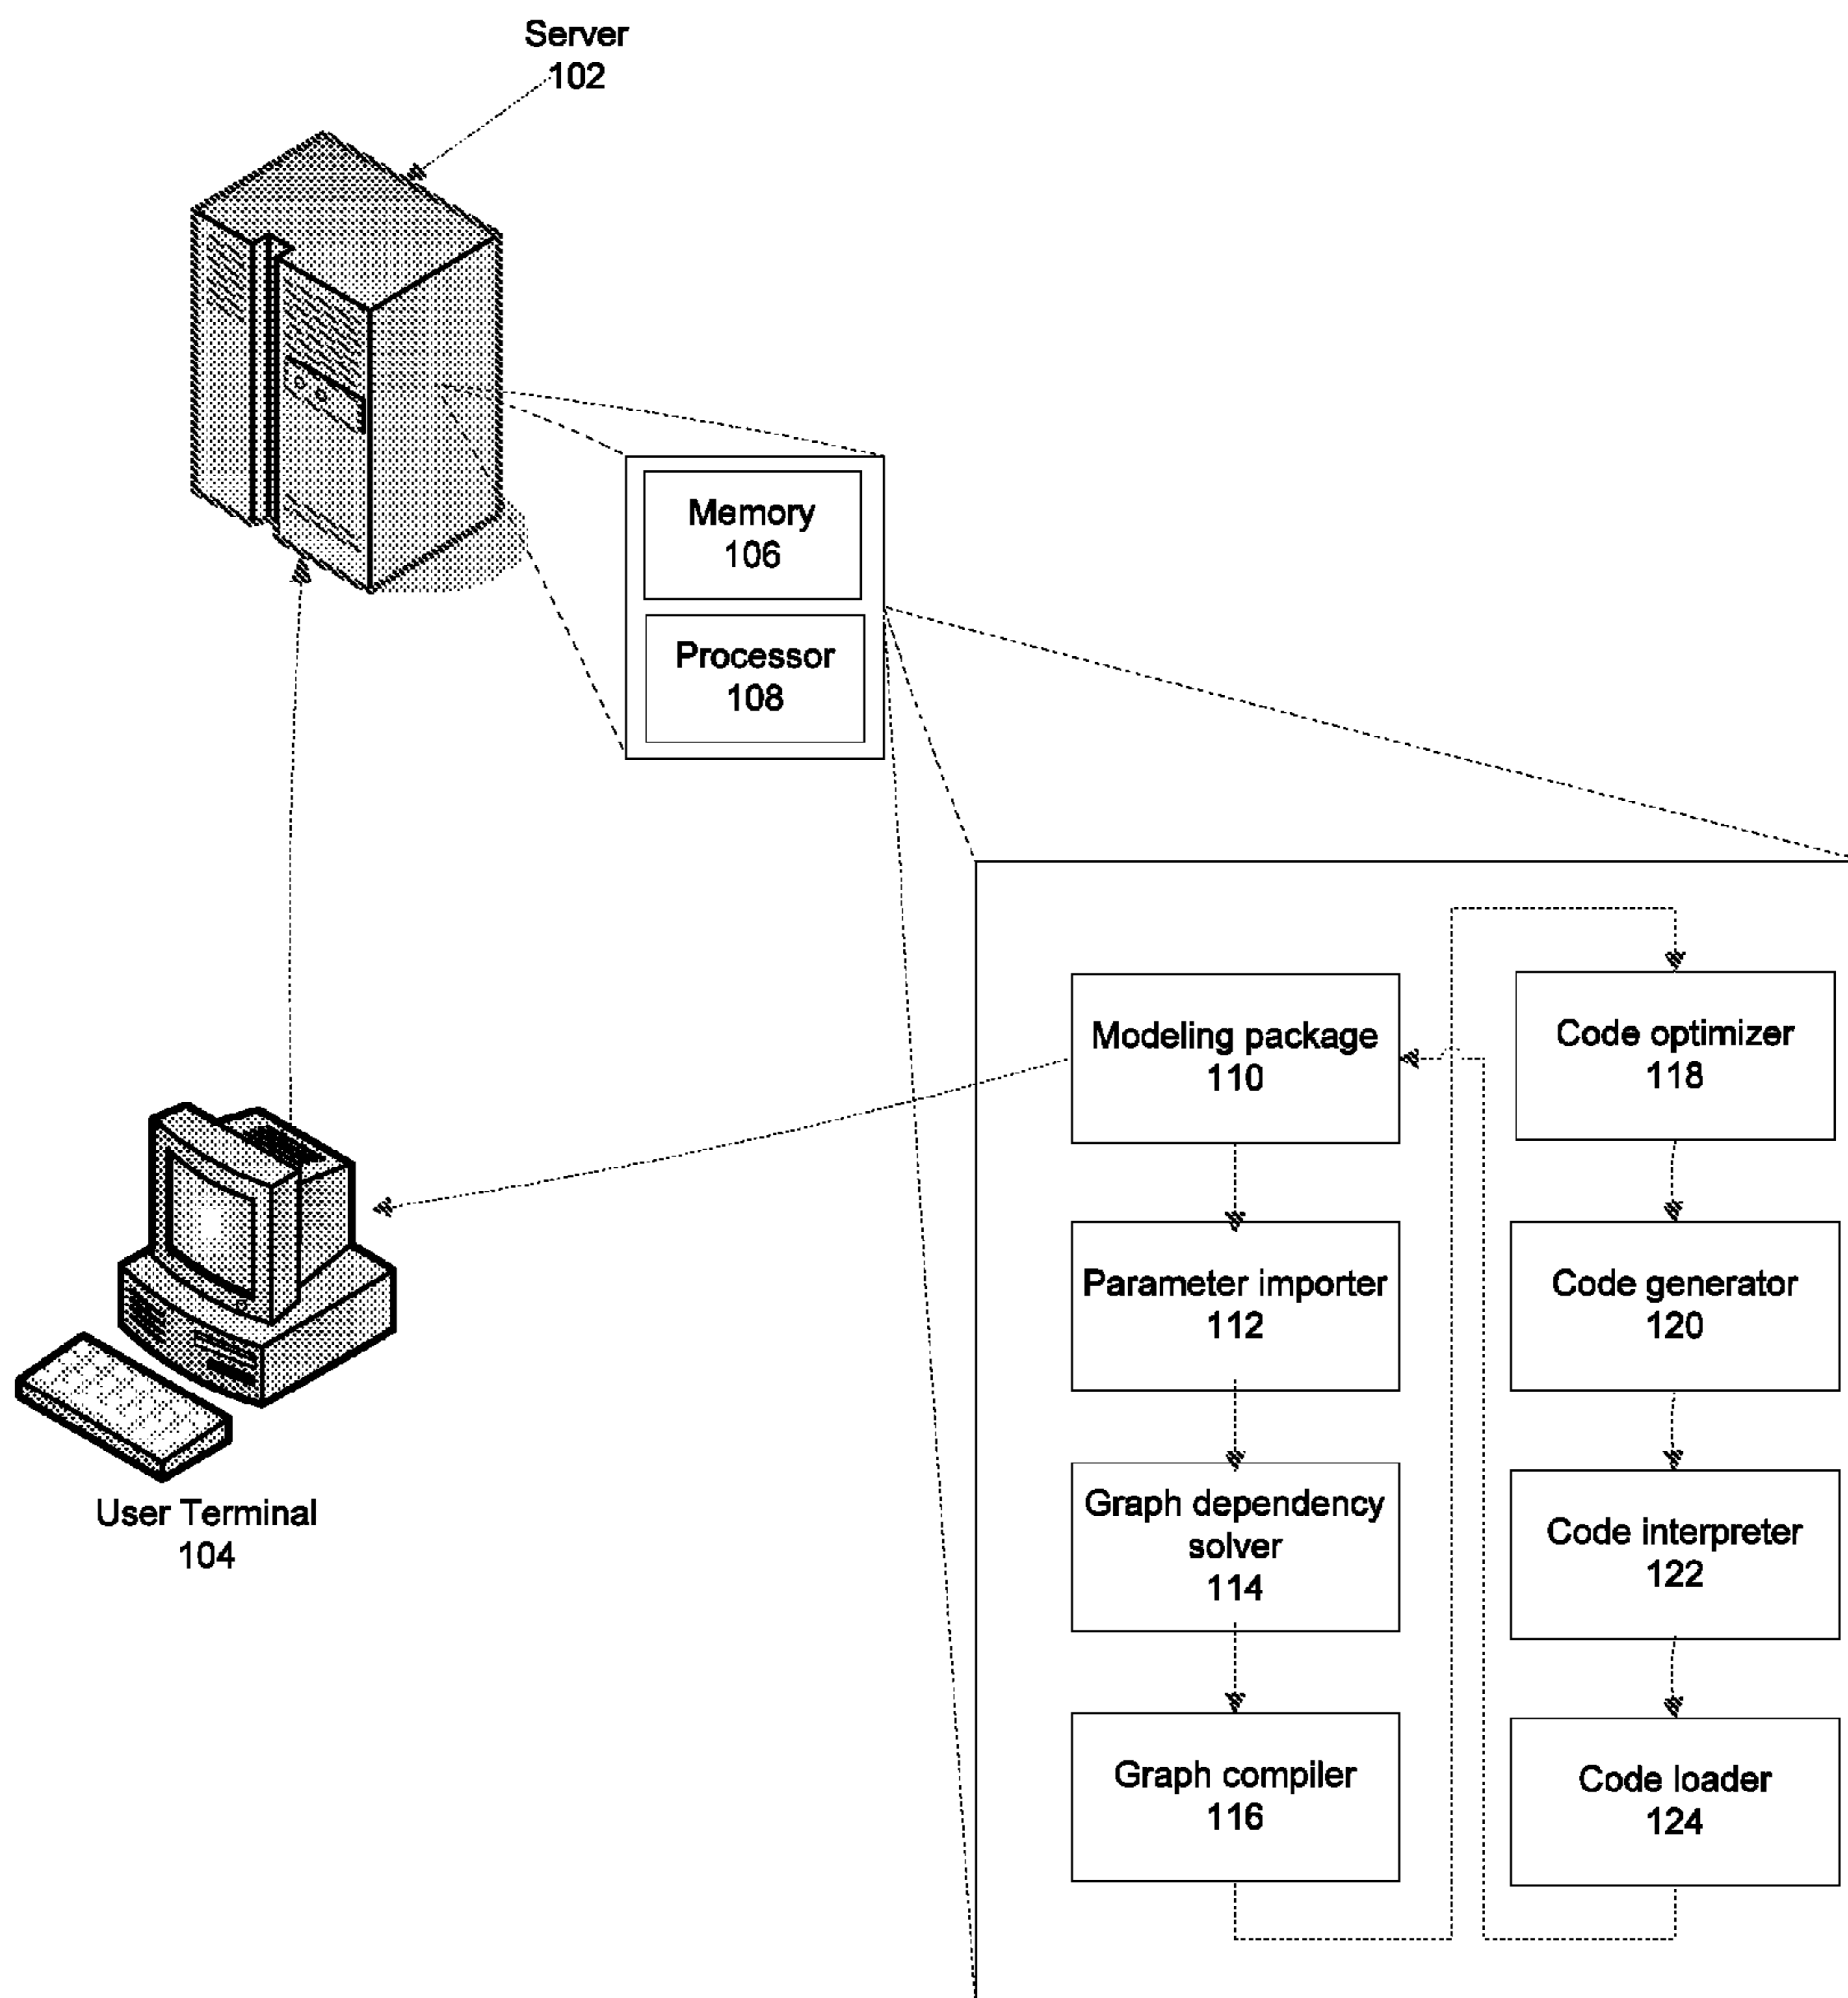 Server
102
Memory
106
Processor
108
Modeling package
110
Parameter importer
112
Graph dependency
solver
114
Graph compiler
116
Code optimizer
118
Code generator
120
Code interpreter
122
Code loader
124
User Terminal
104